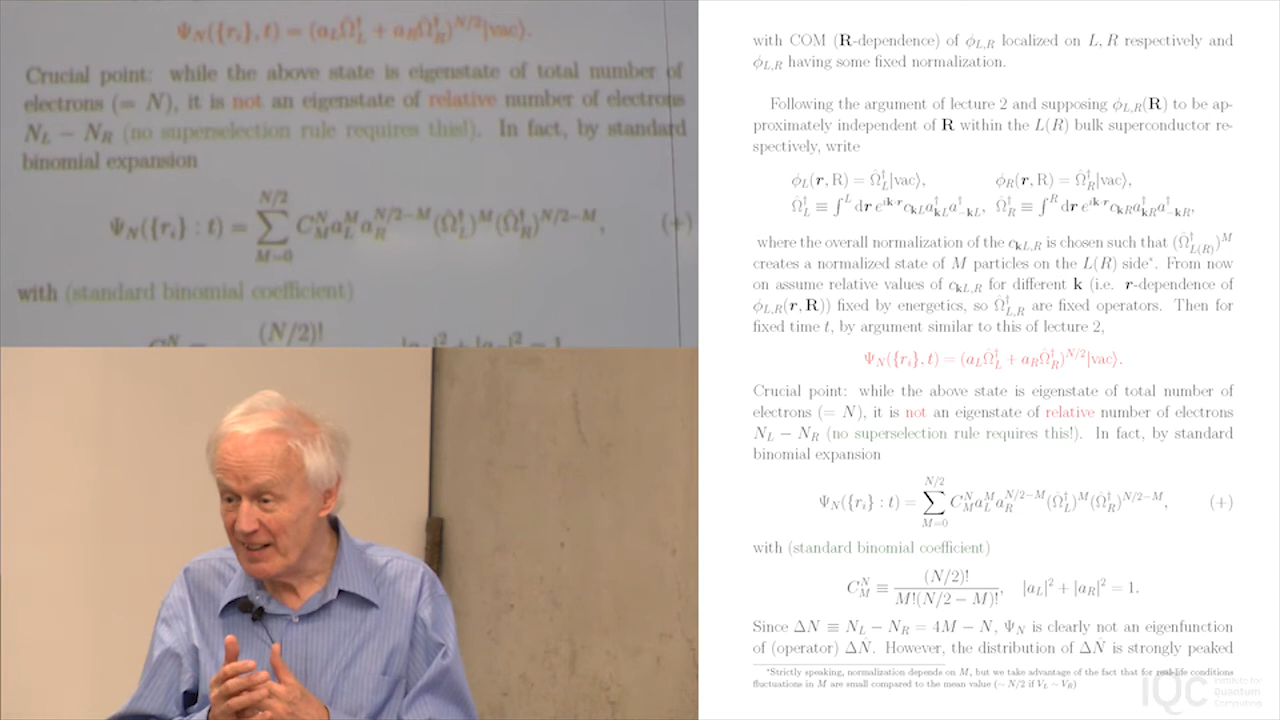 Ψ_N({r_i}, t) = (a_L Ω̂†_L + a_R Ω̂†_R)^{N/2}|vac⟩.
Crucial point: while the above state is eigenstate of total number of
electrons (= N), it is not an eigenstate of relative number of electrons
N_L − N_R (no superselection rule requires this!). In fact, by standard
binomial expansion
Ψ_N({r_i} : t) = ∑_{M=0}^{N/2} C^N_M a^M_L a_R^{N/2−M} (Ω̂†_L)^M (Ω̂†_R)^{N/2−M}, (+)
with (standard binomial coefficient)
(N/2)!
with COM (R-dependence) of ϕ_{L,R} localized on L, R respectively and
ϕ_{L,R} having some fixed normalization.
Following the argument of lecture 2 and supposing ϕ_{L,R}(R) to be ap-
proximately independent of R within the L(R) bulk superconductor re-
spectively, write
ϕ_L(r, R) = Ω̂†_L|vac⟩, ϕ_R(r, R) = Ω̂†_R|vac⟩,
Ω̂†_L ≡ ∫^L dr e^{ik·r} c_{kL} a†_{kL} a†_{−kL}, Ω̂†_R ≡ ∫^R dr e^{ik·r} c_{kR} a†_{kR} a†_{−kR},
where the overall normalization of the c_{kL,R} is chosen such that (Ω̂†_{L(R)})^M
creates a normalized state of M particles on the L(R) side*. From now
on assume relative values of c_{kL,R} for different k (i.e. r-dependence of
ϕ_{L,R}(r, R)) fixed by energetics, so Ω̂†_{L,R} are fixed operators. Then for
fixed time t, by argument similar to this of lecture 2,
Ψ_N({r_i}, t) = (a_L Ω̂†_L + a_R Ω̂†_R)^{N/2}|vac⟩.
Crucial point: while the above state is eigenstate of total number of
electrons (= N), it is not an eigenstate of relative number of electrons
N_L − N_R (no superselection rule requires this!). In fact, by standard
binomial expansion
Ψ_N({r_i} : t) = ∑_{M=0}^{N/2} C^N_M a^M_L a_R^{N/2−M} (Ω̂†_L)^M (Ω̂†_R)^{N/2−M}, (+)
with (standard binomial coefficient)
C^N_M ≡ (N/2)! / M!(N/2 − M)!, |a_L|² + |a_R|² = 1.
Since ΔN ≡ N_L − N_R = 4M − N, Ψ_N is clearly not an eigenfunction
of (operator) ΔN̂. However, the distribution of ΔN̂ is strongly peaked
*Strictly speaking, normalization depends on M, but we take advantage of the fact that for real-life conditions
fluctuations in M are small compared to the mean value (∼ N/2 if V_L ∼ V_R)
IQC Institute for
Quantum
Computing